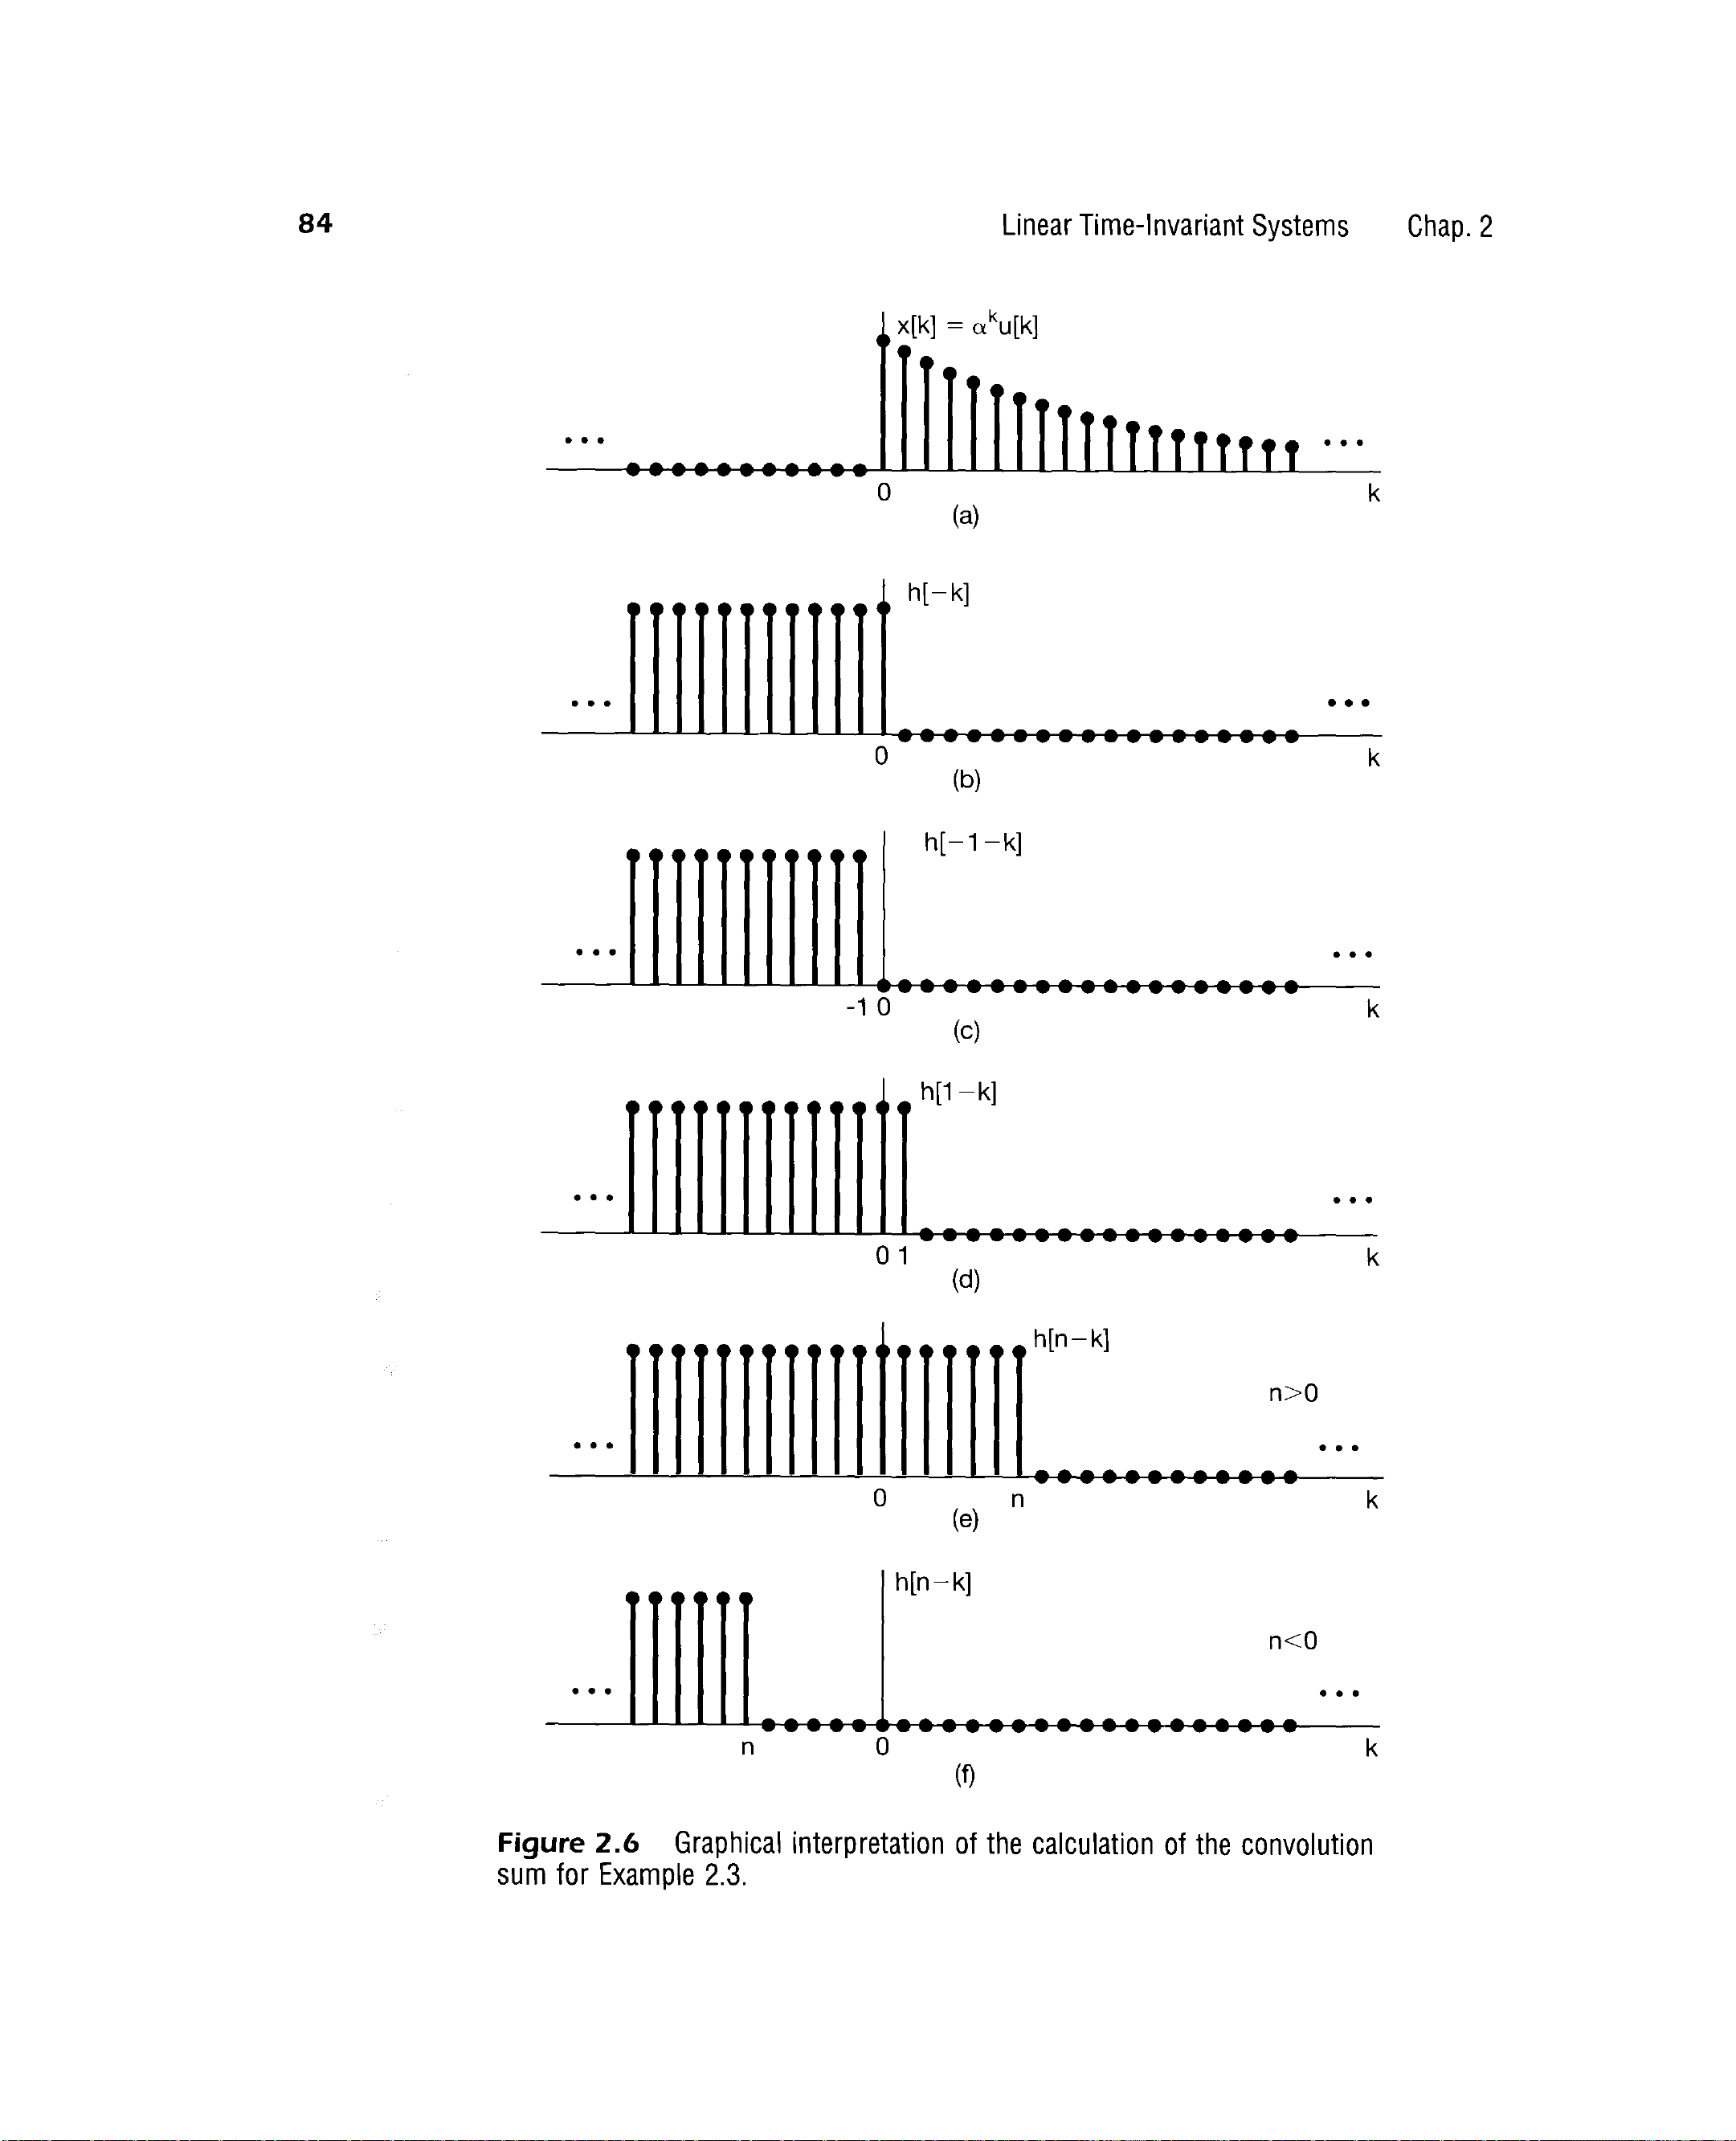 84 Linear Time-Invariant Systems Chap. 2
x[k] = αᵏu[k]
...
...
0 k
(a)
h[−k]
...
...
0 k
(b)
h[−1−k]
...
...
-1 0 k
(c)
h[1−k]
...
...
0 1 k
(d)
h[n−k]
n>0
...
...
0 n k
(e)
h[n−k]
n<0
...
...
n 0 k
(f)
Figure 2.6 Graphical interpretation of the calculation of the convolution
sum for Example 2.3.